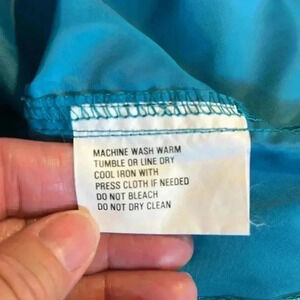 MACHINE WASH WARM
TUMBLE OR LINE DRY
COOL IRON WITH
PRESS CLOTH IF NEEDED
DO NOT BLEACH
DO NOT DRY CLEAN